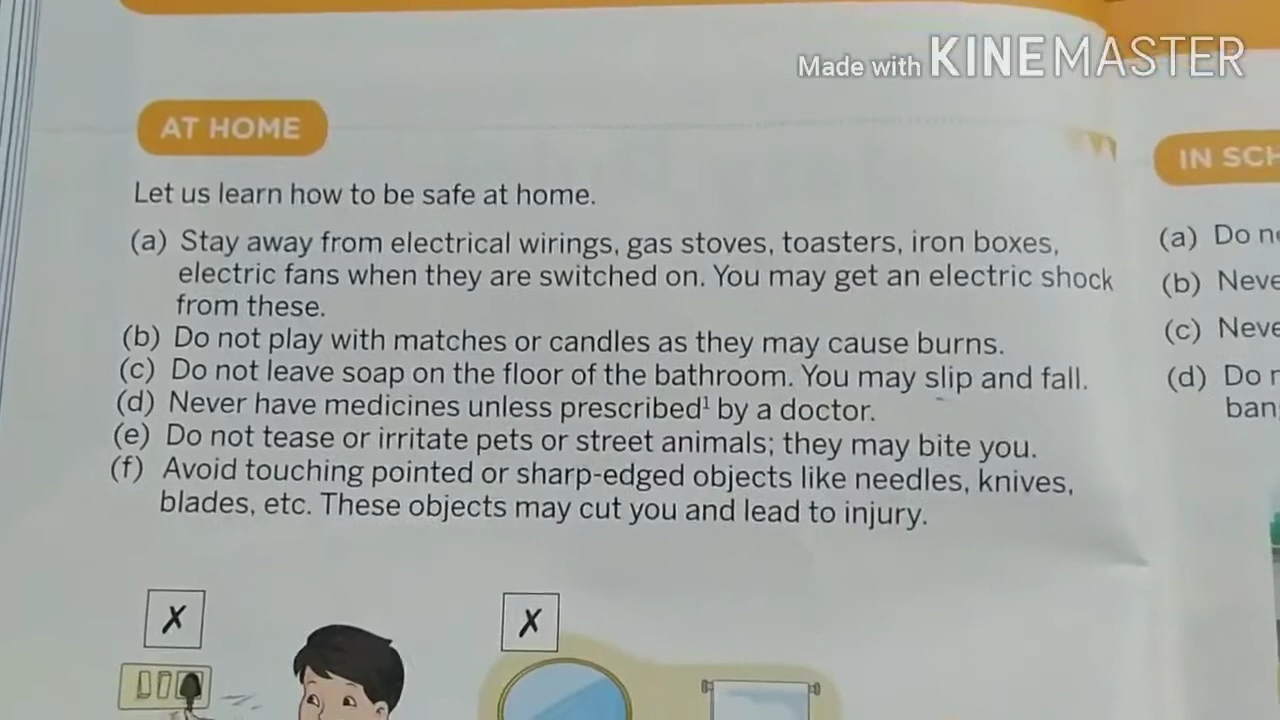 Made with KINEMASTER
AT HOME
Let us learn how to be safe at home.
(a) Stay away from electrical wirings, gas stoves, toasters, iron boxes,
electric fans when they are switched on. You may get an electric shock
from these.
(b) Do not play with matches or candles as they may cause burns.
(c) Do not leave soap on the floor of the bathroom. You may slip and fall.
(d) Never have medicines unless prescribed¹ by a doctor.
(e) Do not tease or irritate pets or street animals; they may bite you.
(f) Avoid touching pointed or sharp-edged objects like needles, knives,
blades, etc. These objects may cut you and lead to injury.
X
X
IN
(a) Do
(b)
(c)
(d) Do